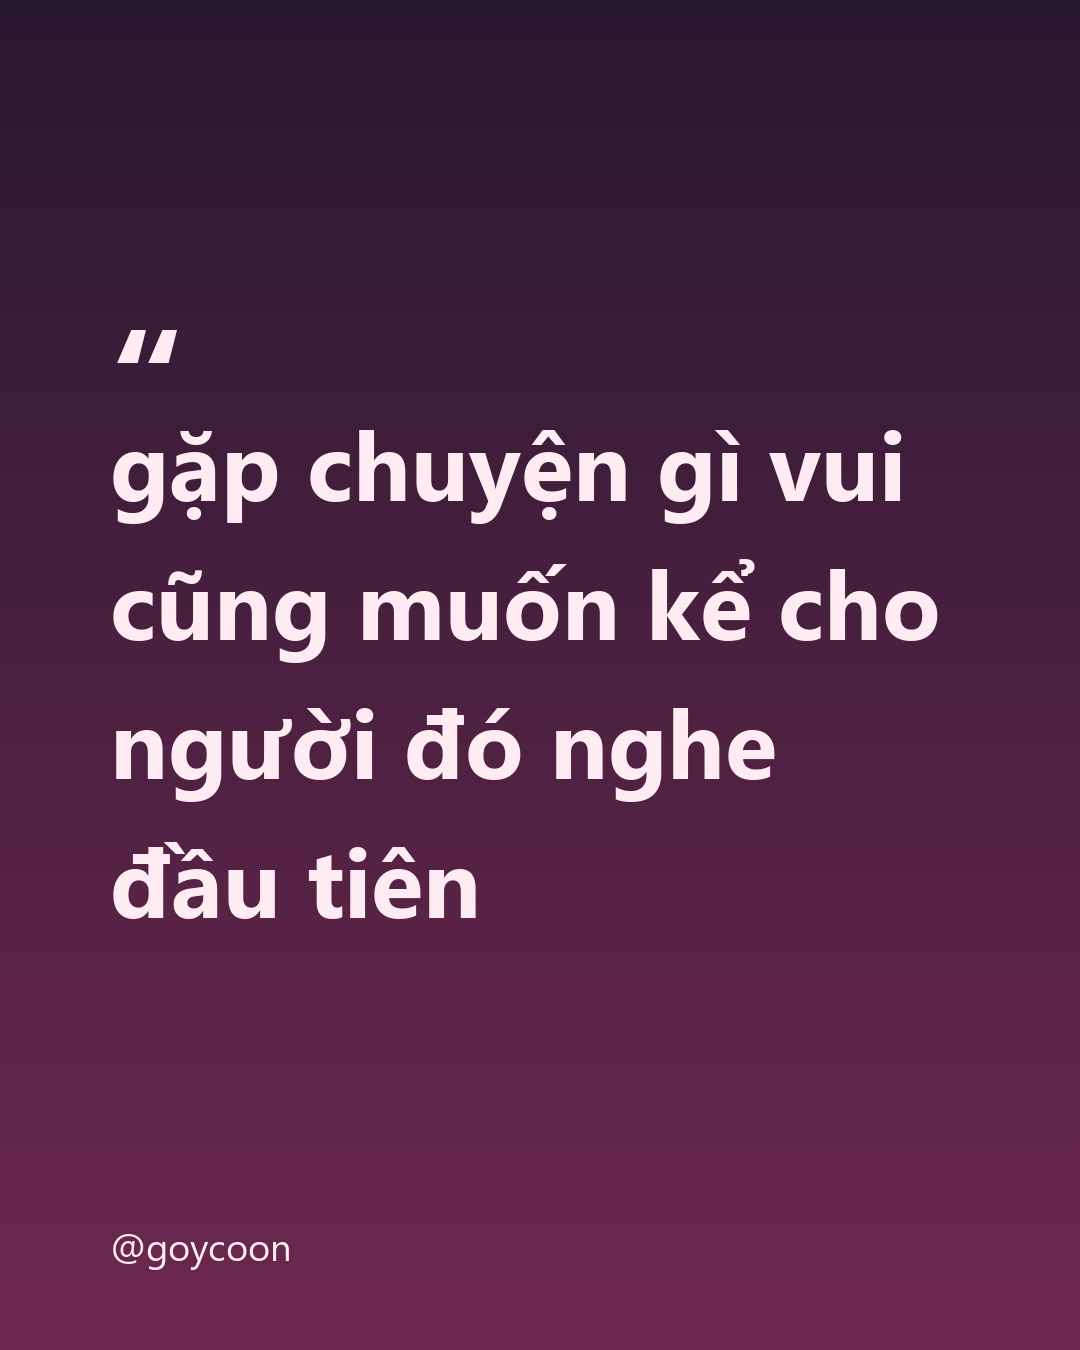 “
gặp chuyện gì vui
cũng muốn kể cho
người đó nghe
đầu tiên
@goycoon